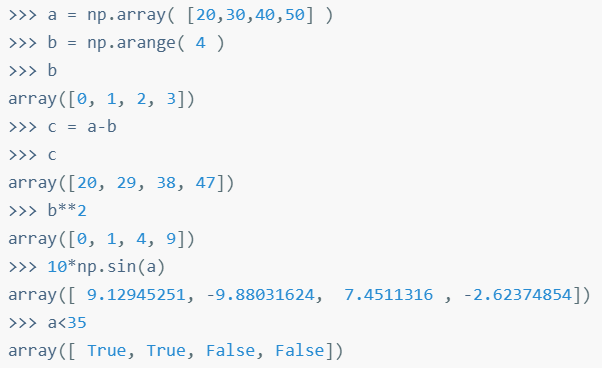 >>> a = np.array( [20,30,40,50] )
>>> b = np.arange( 4 )
>>> b
array([0, 1, 2, 3])
>>> c = a-b
>>> c
array([20, 29, 38, 47])
>>> b**2
array([0, 1, 4, 9])
>>> 10*np.sin(a)
array([ 9.12945251, -9.88031624,  7.4511316 , -2.62374854])
>>> a<35
array([ True, True, False, False])